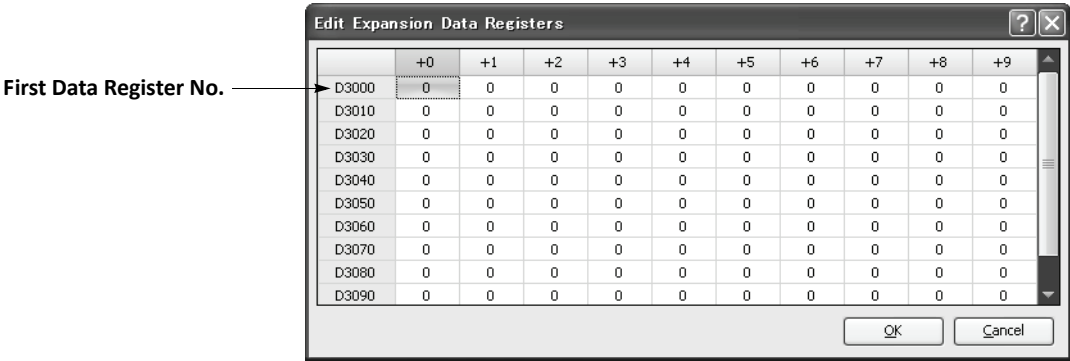 Edit Expansion Data Registers
+0 +1 +2 +3 +4 +5 +6 +7 +8 +9
First Data Register No. D3000 0 0 0 0 0 0 0 0 0 0
D3010 0 0 0 0 0 0 0 0 0 0
D3020 0 0 0 0 0 0 0 0 0 0
D3030 0 0 0 0 0 0 0 0 0 0
D3040 0 0 0 0 0 0 0 0 0 0
D3050 0 0 0 0 0 0 0 0 0 0
D3060 0 0 0 0 0 0 0 0 0 0
D3070 0 0 0 0 0 0 0 0 0 0
D3080 0 0 0 0 0 0 0 0 0 0
D3090 0 0 0 0 0 0 0 0 0 0
OK Cancel